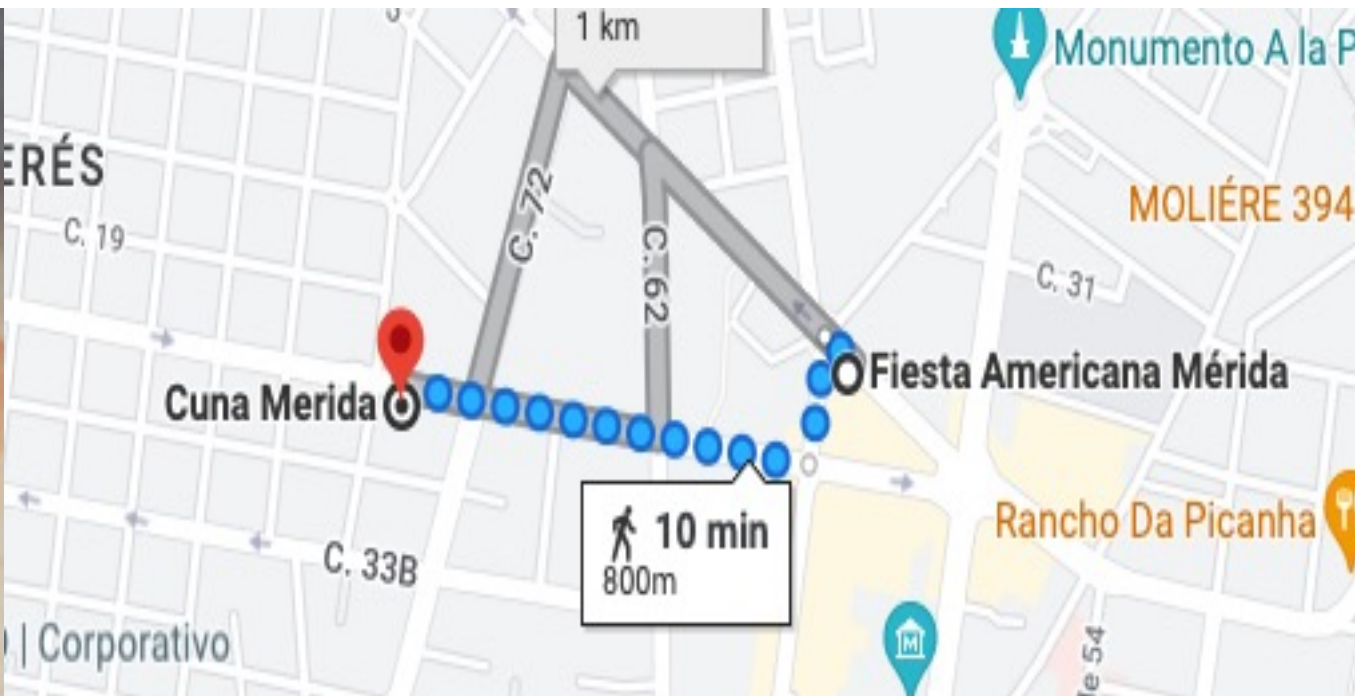 1 km
Monumento A la P
ERÉS
MOLIÉRE 394
C. 72
C. 19
C. 62
C. 31
Fiesta Americana Mérida
Cuna Merida
10 min
800m
Rancho Da Picanha
C. 33B
| Corporativo
le 54